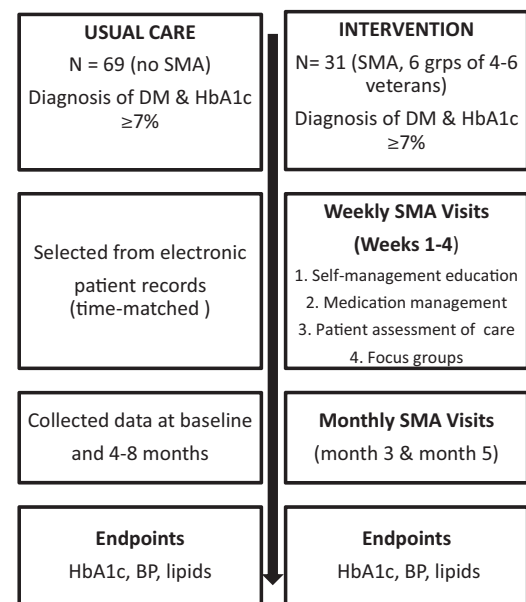 USUAL CARE
N = 69 (no SMA)
Diagnosis of DM & HbA1c
≥7%
INTERVENTION
N= 31 (SMA, 6 grps of 4-6
veterans)
Diagnosis of DM & HbA1c
≥7%
Selected from electronic
patient records
(time-matched )
Weekly SMA Visits
(Weeks 1-4)
1. Self-management education
2. Medication management
3. Patient assessment of care
4. Focus groups
Collected data at baseline
and 4-8 months
Monthly SMA Visits
(month 3 & month 5)
Endpoints
HbA1c, BP, lipids
Endpoints
HbA1c, BP, lipids